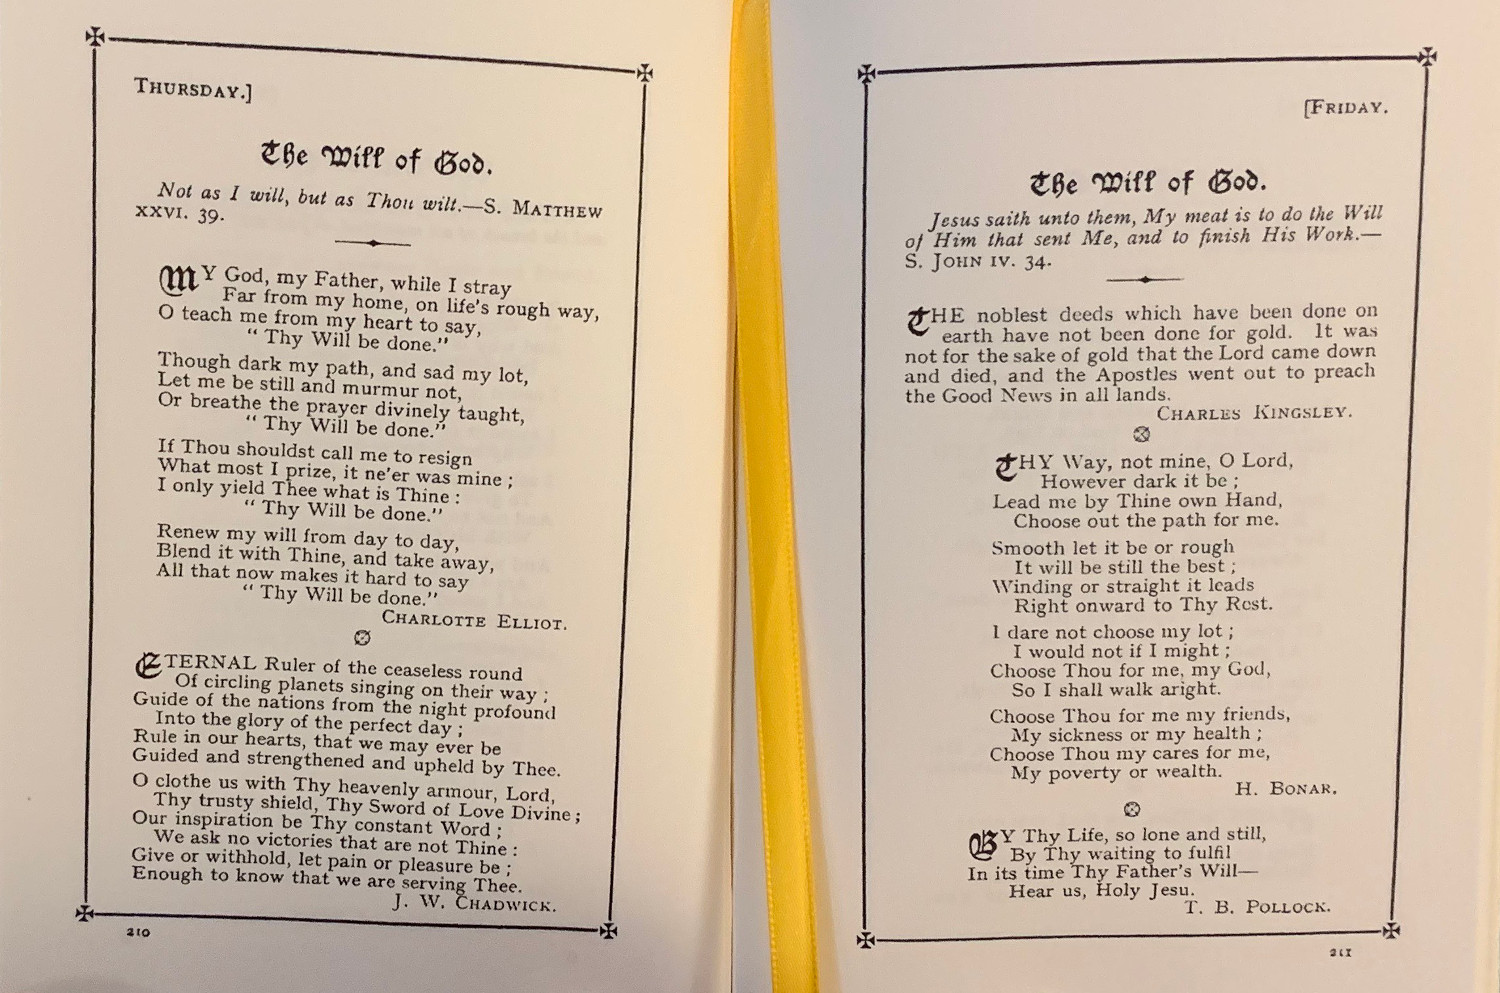 THURSDAY.]
The Will of God.
Not as I will, but as Thou wilt.—S. MATTHEW
XXVI. 39.
MY God, my Father, while I stray
Far from my home, on life's rough way,
O teach me from my heart to say,
"Thy Will be done."
Though dark my path, and sad my lot,
Let me be still and murmur not,
Or breathe the prayer divinely taught,
"Thy Will be done."
If Thou shouldst call me to resign
What most I prize, it ne'er was mine;
I only yield Thee what is Thine:
"Thy Will be done."
Renew my will from day to day,
Blend it with Thine, and take away,
All that now makes it hard to say
"Thy Will be done."
CHARLOTTE ELLIOT.
ETERNAL Ruler of the ceaseless round
Of circling planets singing on their way;
Guide of the nations from the night profound
Into the glory of the perfect day;
Rule in our hearts, that we may ever be
Guided and strengthened and upheld by Thee.
O clothe us with Thy heavenly armour, Lord,
Thy trusty shield, Thy Sword of Love Divine;
Our inspiration be Thy constant Word;
We ask no victories that are not Thine:
Give or withhold, let pain or pleasure be;
Enough to know that we are serving Thee.
J. W. CHADWICK.
210
[FRIDAY.
The Will of God.
Jesus saith unto them, My meat is to do the Will
of Him that sent Me, and to finish His Work.—
S. JOHN IV. 34.
THE noblest deeds which have been done on
earth have not been done for gold. It was
not for the sake of gold that the Lord came down
and died, and the Apostles went out to preach
the Good News in all lands.
CHARLES KINGSLEY.
THY Way, not mine, O Lord,
However dark it be;
Lead me by Thine own Hand,
Choose out the path for me.
Smooth let it be or rough
It will be still the best;
Winding or straight it leads
Right onward to Thy Rest.
I dare not choose my lot;
I would not if I might;
Choose Thou for me, my God,
So I shall walk aright.
Choose Thou for me my friends,
My sickness or my health;
Choose Thou my cares for me,
My poverty or wealth.
H. BONAR.
BY Thy Life, so lone and still,
By Thy waiting to fulfil
In its time Thy Father's Will—
Hear us, Holy Jesu.
T. B. POLLOCK.
211